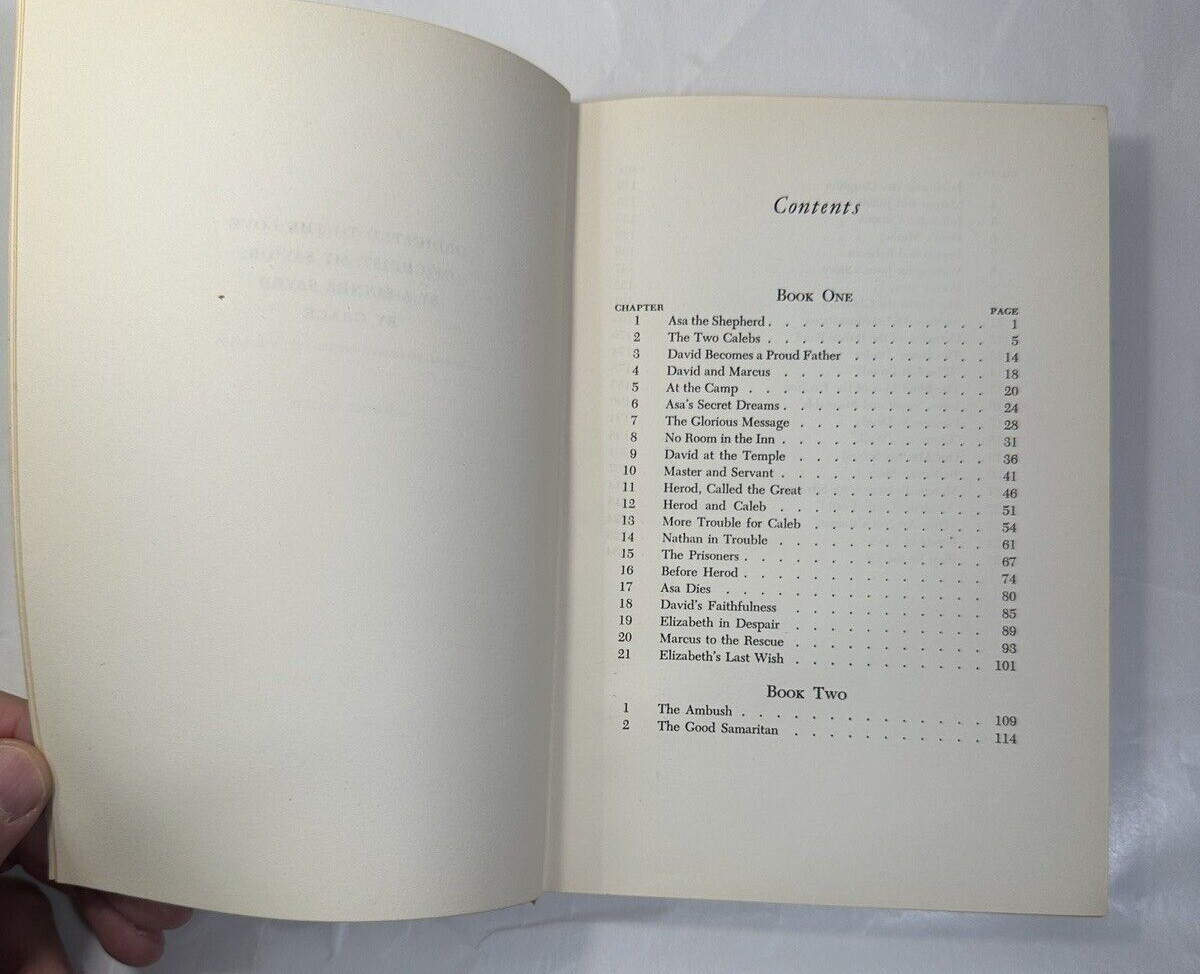 Contents
BOOK ONE
CHAPTER PAGE
1 Asa the Shepherd . . . . . . . . . . . . . 1
2 The Two Calebs . . . . . . . . . . . . . 5
3 David Becomes a Proud Father . . . . . . . . 14
4 David and Marcus . . . . . . . . . . . . 18
5 At the Camp . . . . . . . . . . . . . . 20
6 Asa's Secret Dreams . . . . . . . . . . . . 24
7 The Glorious Message . . . . . . . . . . . 28
8 No Room in the Inn . . . . . . . . . . . . 31
9 David at the Temple . . . . . . . . . . . 36
10 Master and Servant . . . . . . . . . . . . 41
11 Herod, Called the Great . . . . . . . . . . 46
12 Herod and Caleb . . . . . . . . . . . . 51
13 More Trouble for Caleb . . . . . . . . . . 54
14 Nathan in Trouble . . . . . . . . . . . . 61
15 The Prisoners . . . . . . . . . . . . . . 67
16 Before Herod . . . . . . . . . . . . . . 74
17 Asa Dies . . . . . . . . . . . . . . 80
18 David's Faithfulness . . . . . . . . . . . 85
19 Elizabeth in Despair . . . . . . . . . . . 89
20 Marcus to the Rescue . . . . . . . . . . . 93
21 Elizabeth's Last Wish . . . . . . . . . . . 101
BOOK TWO
1 The Ambush . . . . . . . . . . . . . . 109
2 The Good Samaritan . . . . . . . . . . . 114